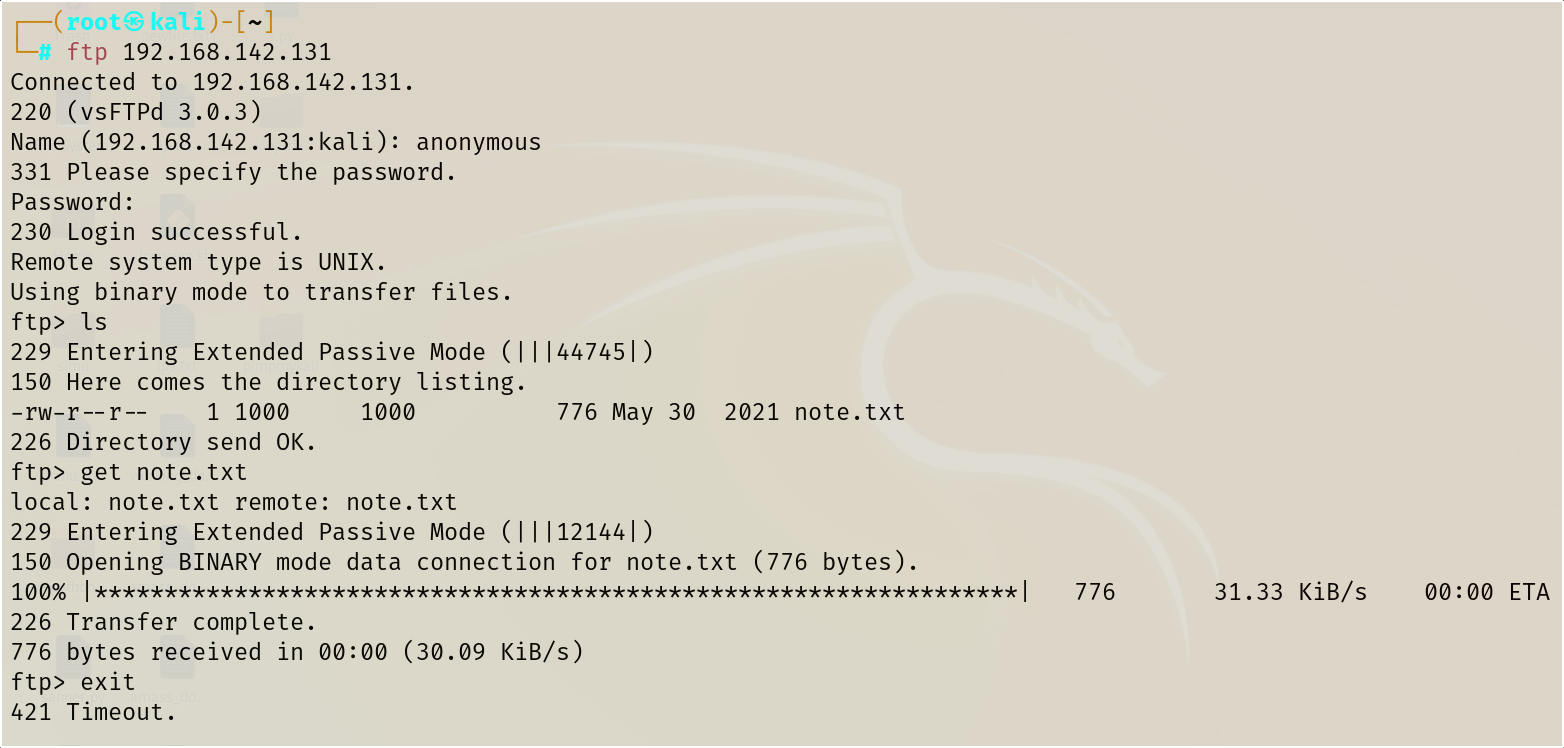 ┌──(root㉿kali)-[~]
└─# ftp 192.168.142.131
Connected to 192.168.142.131.
220 (vsFTPd 3.0.3)
Name (192.168.142.131:kali): anonymous
331 Please specify the password.
Password:
230 Login successful.
Remote system type is UNIX.
Using binary mode to transfer files.
ftp> ls
229 Entering Extended Passive Mode (|||44745|)
150 Here comes the directory listing.
-rw-r--r--    1 1000     1000          776 May 30  2021 note.txt
226 Directory send OK.
ftp> get note.txt
local: note.txt remote: note.txt
229 Entering Extended Passive Mode (|||12144|)
150 Opening BINARY mode data connection for note.txt (776 bytes).
100% |******************************************************************|   776       31.33 KiB/s    00:00 ETA
226 Transfer complete.
776 bytes received in 00:00 (30.09 KiB/s)
ftp> exit
421 Timeout.